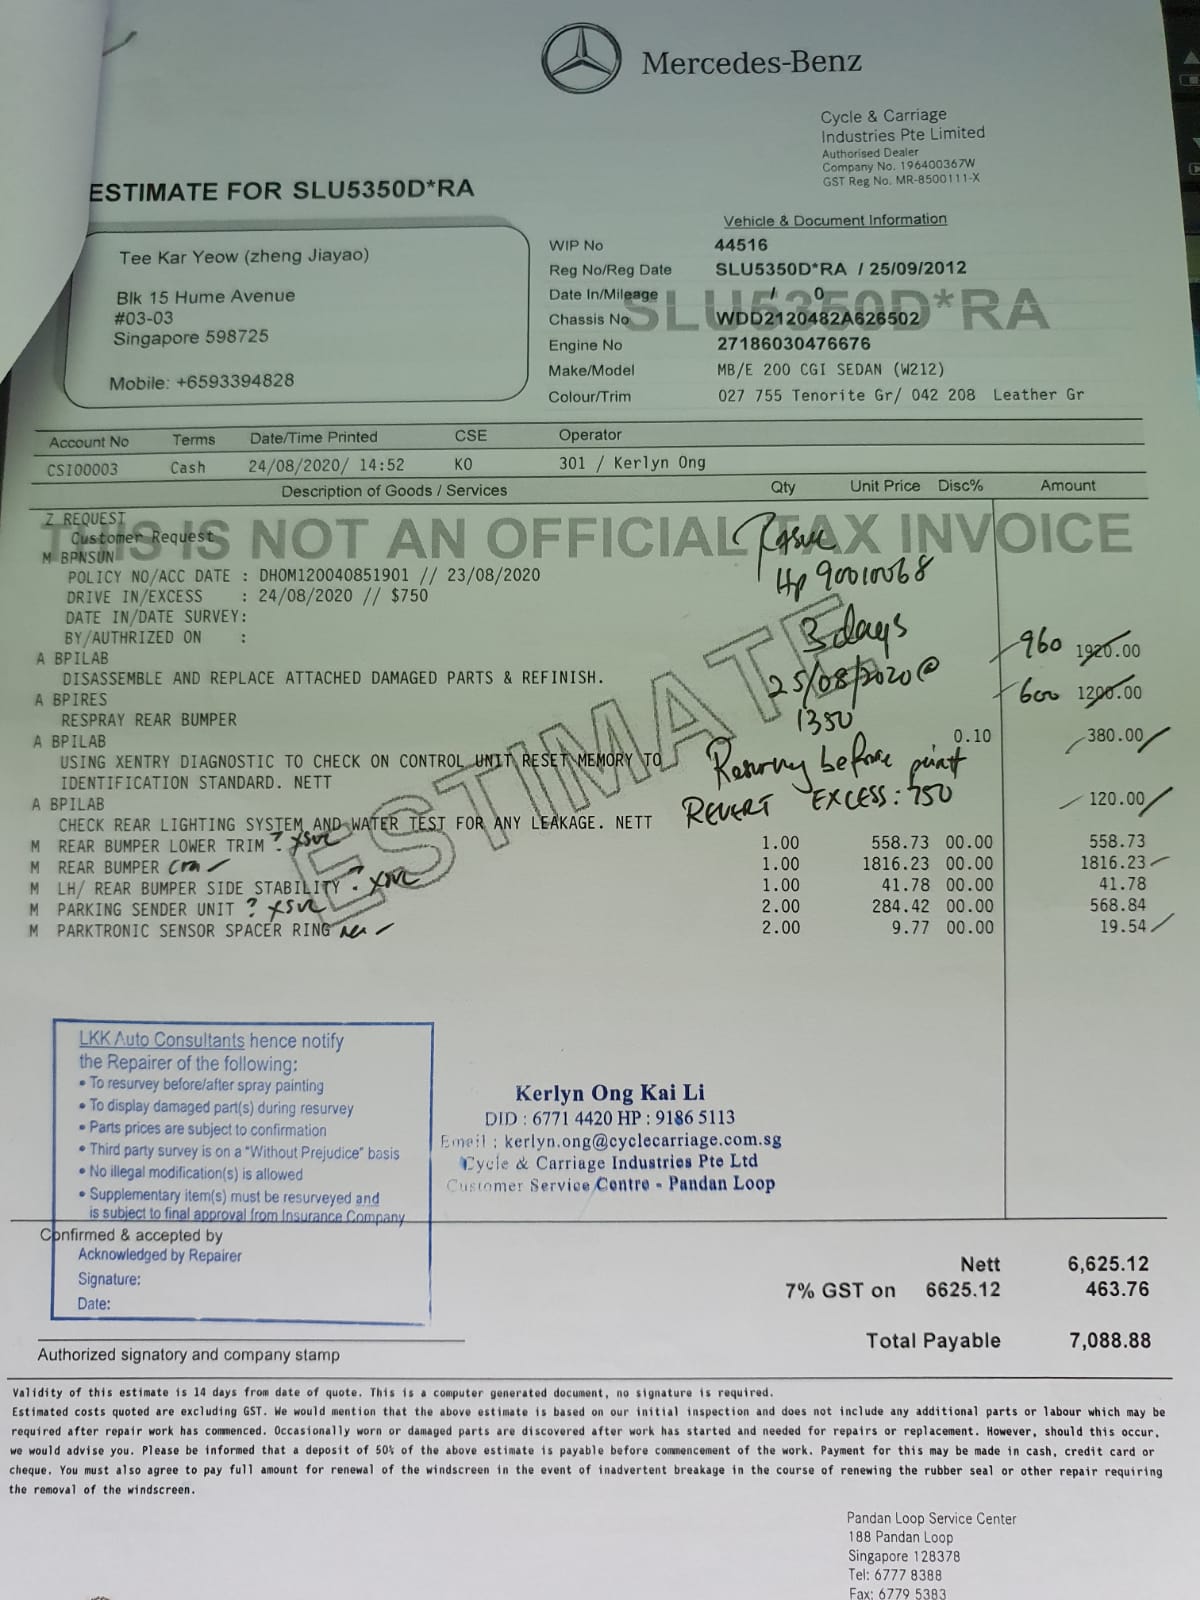 Mercedes-Benz
Cycle & Carriage
Industries Pte Limited
Authorised Dealer
Company No. 196400367W
GST Reg No. MR-8500111-X
ESTIMATE FOR SLU5350D*RA
Vehicle & Document Information
Tee Kar Yeow (zheng Jiayao)
Blk 15 Hume Avenue
#03-03
Singapore 598725
Mobile: +6593394828
WIP No 44516
Reg No/Reg Date SLU5350D*RA / 25/09/2012
Date In/Mileage / 0
SLU5350D*RA
Chassis No WDD2120482A626502
Engine No 27186030476676
Make/Model MB/E 200 CGI SEDAN (W212)
Colour/Trim 027 755 Tenorite Gr/ 042 208 Leather Gr
Account No Terms Date/Time Printed CSE Operator
CSI00003 Cash 24/08/2020/ 14:52 KO 301 / Kerlyn Ong
Description of Goods / Services Qty Unit Price Disc% Amount
Z REQUEST
Customer Request
THIS IS NOT AN OFFICIAL TAX INVOICE
M BPNSUN
POLICY NO/ACC DATE : DHOM120040851901 // 23/08/2020
Hp 90010068
DRIVE IN/EXCESS : 24/08/2020 // $750
DATE IN/DATE SURVEY:
3 days
BY/AUTHRIZED ON :
A BPILAB 960 1920.00
DISASSEMBLE AND REPLACE ATTACHED DAMAGED PARTS & REFINISH.
25/08/2020 @
A BPIRES 600 1200.00
RESPRAY REAR BUMPER 1350
A BPILAB 0.10 380.00
USING XENTRY DIAGNOSTIC TO CHECK ON CONTROL UNIT RESET MEMORY TO
Resurvey before paint
IDENTIFICATION STANDARD. NETT
A BPILAB 120.00
REVERT EXCESS: 750
CHECK REAR LIGHTING SYSTEM AND WATER TEST FOR ANY LEAKAGE. NETT
ESTIMATE
M REAR BUMPER LOWER TRIM ? 1.00 558.73 00.00 558.73
M REAR BUMPER 1.00 1816.23 00.00 1816.23
M LH/ REAR BUMPER SIDE STABILITY ? 1.00 41.78 00.00 41.78
M PARKING SENDER UNIT ? 2.00 284.42 00.00 568.84
M PARKTRONIC SENSOR SPACER RING 2.00 9.77 00.00 19.54
LKK Auto Consultants hence notify
the Repairer of the following:
• To resurvey before/after spray painting
• To display damaged part(s) during resurvey
• Parts prices are subject to confirmation
• Third party survey is on a "Without Prejudice" basis
• No illegal modification(s) is allowed
• Supplementary item(s) must be resurveyed and
is subject to final approval from Insurance Company
Acknowledged by Repairer
Signature:
Date:
Kerlyn Ong Kai Li
DID : 6771 4420 HP : 9186 5113
Email : kerlyn.ong@cyclecarriage.com.sg
Cycle & Carriage Industries Pte Ltd
Customer Service Centre - Pandan Loop
Confirmed & accepted by
Nett 6,625.12
7% GST on 6625.12 463.76
Total Payable 7,088.88
Authorized signatory and company stamp
Validity of this estimate is 14 days from date of quote. This is a computer generated document, no signature is required.
Estimated costs quoted are excluding GST. We would mention that the above estimate is based on our initial inspection and does not include any additional parts or labour which may be
required after repair work has commenced. Occasionally worn or damaged parts are discovered after work has started and needed for repairs or replacement. However, should this occur,
we would advise you. Please be informed that a deposit of 50% of the above estimate is payable before commencement of the work. Payment for this may be made in cash, credit card or
cheque. You must also agree to pay full amount for renewal of the windscreen in the event of inadvertent breakage in the course of renewing the rubber seal or other repair requiring
the removal of the windscreen.
Pandan Loop Service Center
188 Pandan Loop
Singapore 128378
Tel: 6777 8388
Fax: 6779 5383